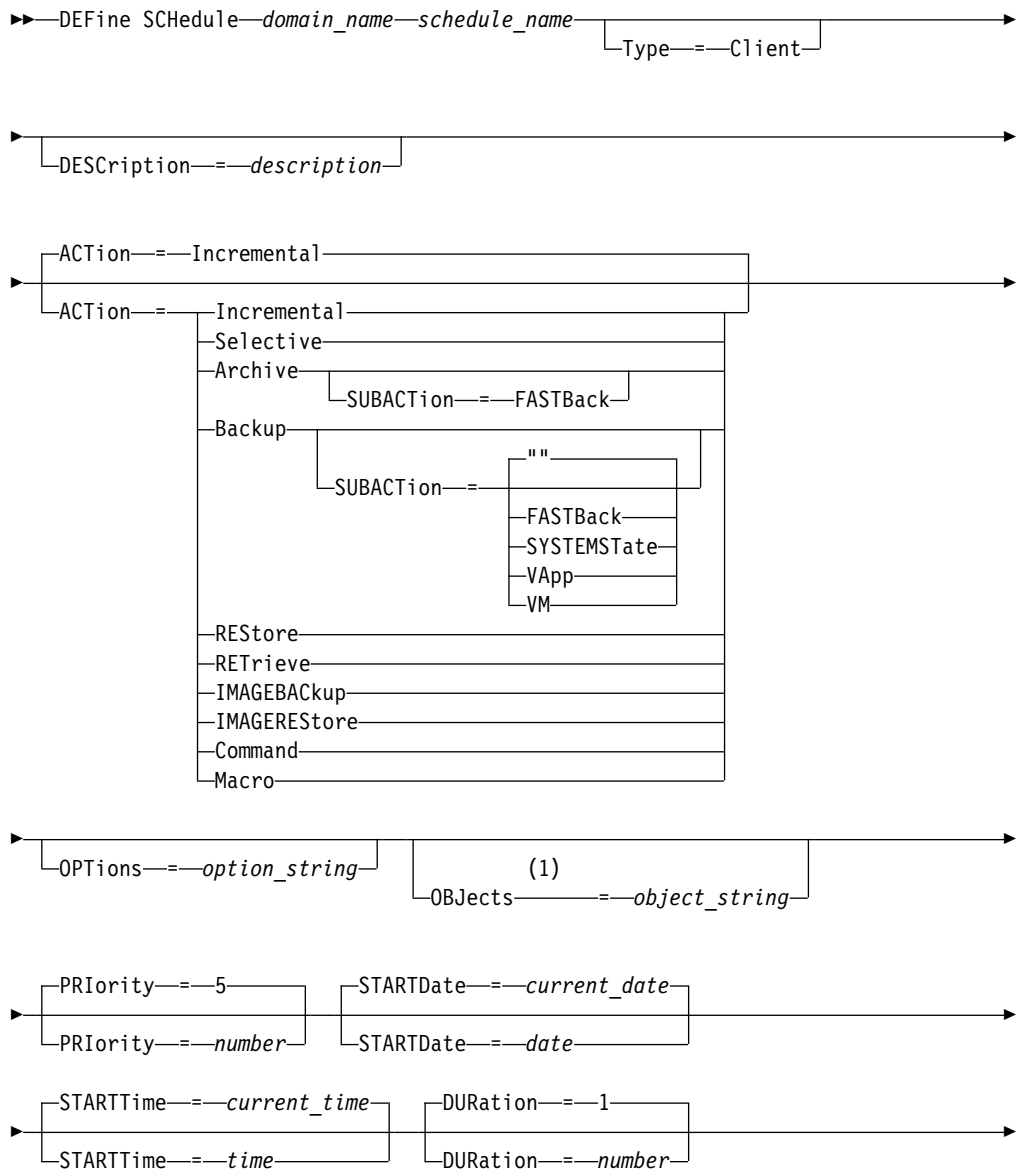 DEFine SCHedule domain_name schedule_name
Type = Client
DESCription = description
ACTion = Incremental
ACTion = Incremental
Selective
Archive
SUBACTion = FASTBack
Backup
""
SUBACTion =
FASTBack
SYSTEMSTate
VApp
VM
REStore
RETrieve
IMAGEBACkup
IMAGEREStore
Command
Macro
OPTions = option_string
(1)
OBJects = object_string
PRIority = 5 STARTDate = current_date
PRIority = number STARTDate = date
STARTTime = current_time DURation = 1
STARTTime = time DURation = number